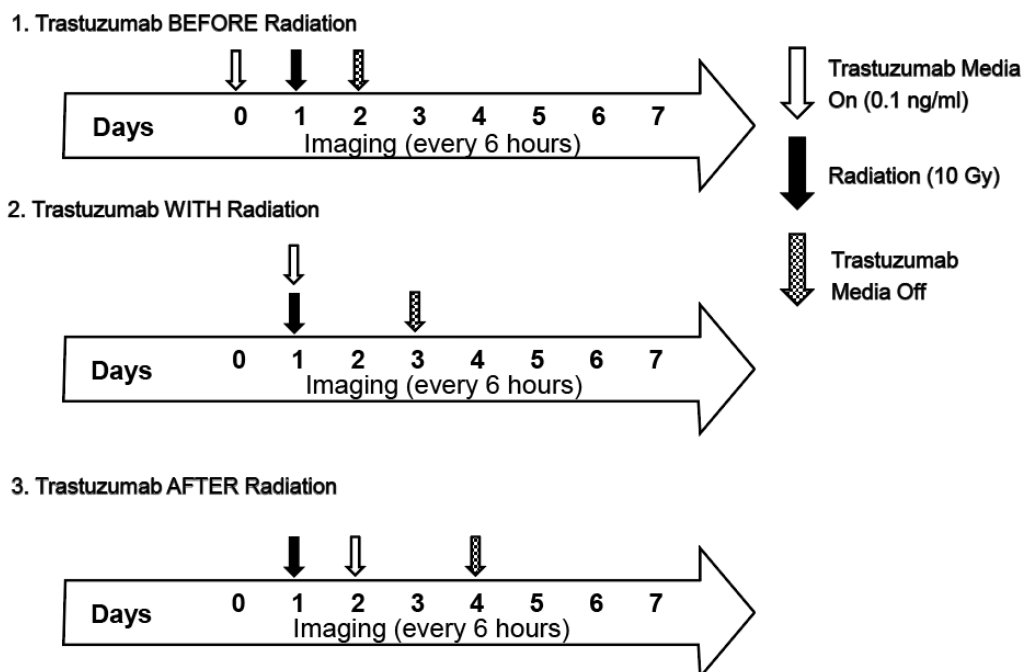 1. Trastuzumab BEFORE Radiation
Days 0 1 2 3 4 5 6 7
Imaging (every 6 hours)
2. Trastuzumab WITH Radiation
Days 0 1 2 3 4 5 6 7
Imaging (every 6 hours)
3. Trastuzumab AFTER Radiation
Days 0 1 2 3 4 5 6 7
Imaging (every 6 hours)
Trastuzumab Media
On (0.1 ng/ml)
Radiation (10 Gy)
Trastuzumab
Media Off